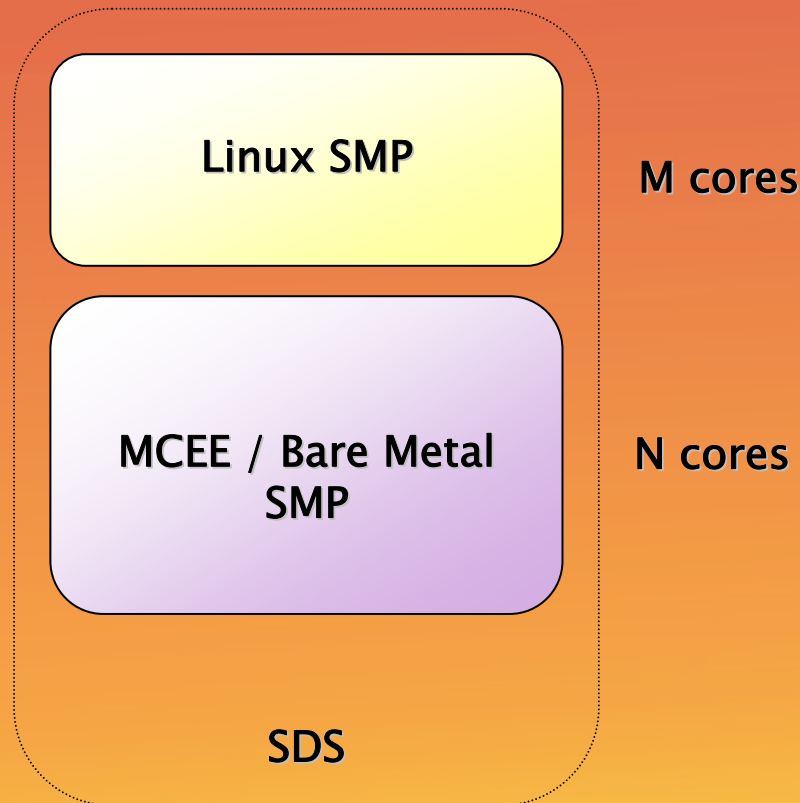 Linux SMP
M cores
MCEE / Bare Metal
SMP
N cores
SDS